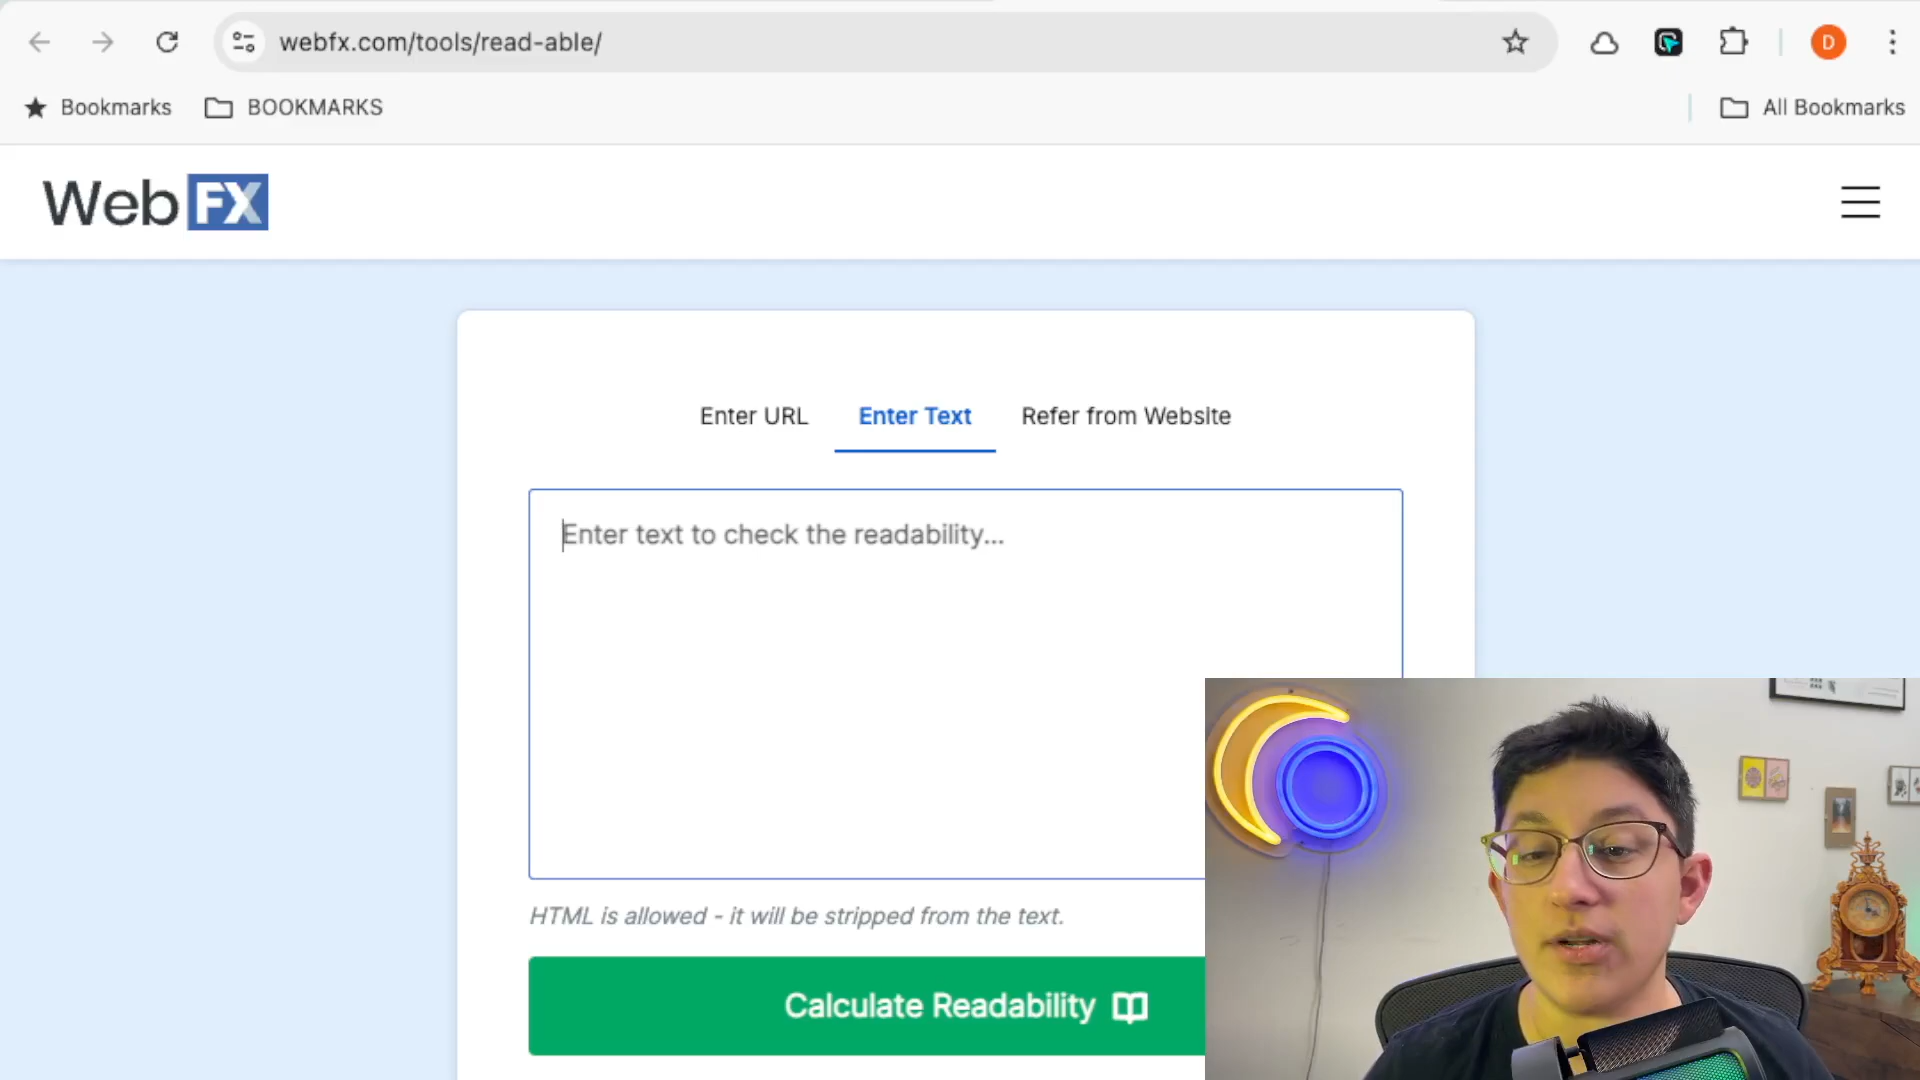 webfx.com/tools/read-able/
D
Bookmarks
BOOKMARKS
All Bookmarks
WebFX
Enter URL
Enter Text
Refer from Website
Enter text to check the readability...
HTML is allowed - it will be stripped from the text.
Calculate Readability